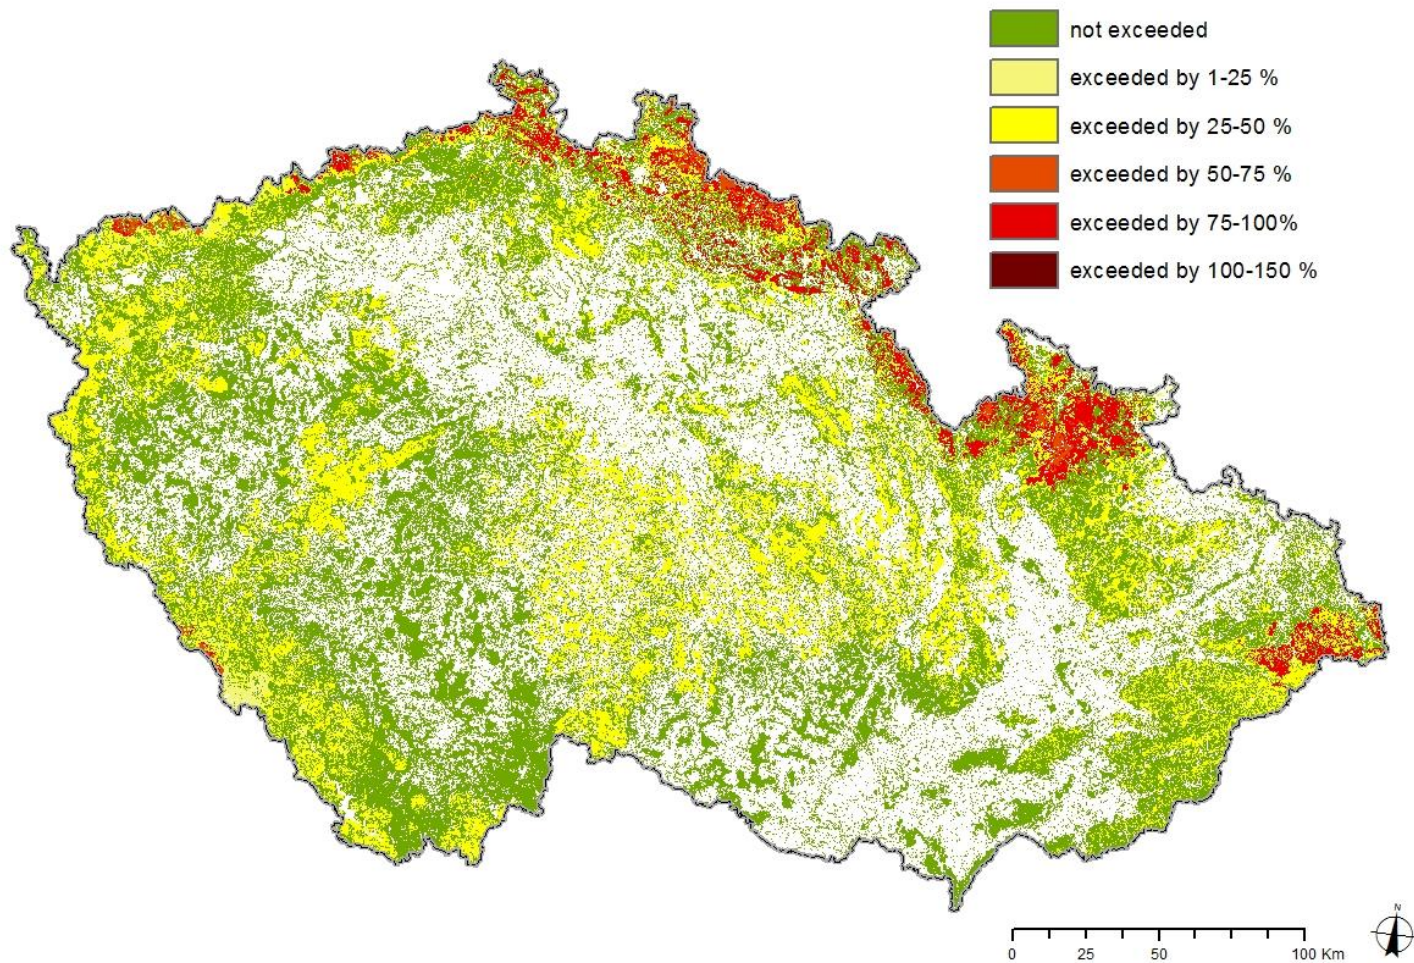 not exceeded
exceeded by 1-25 %
exceeded by 25-50 %
exceeded by 50-75 %
exceeded by 75-100%
exceeded by 100-150 %
N
0 25 50 100 Km